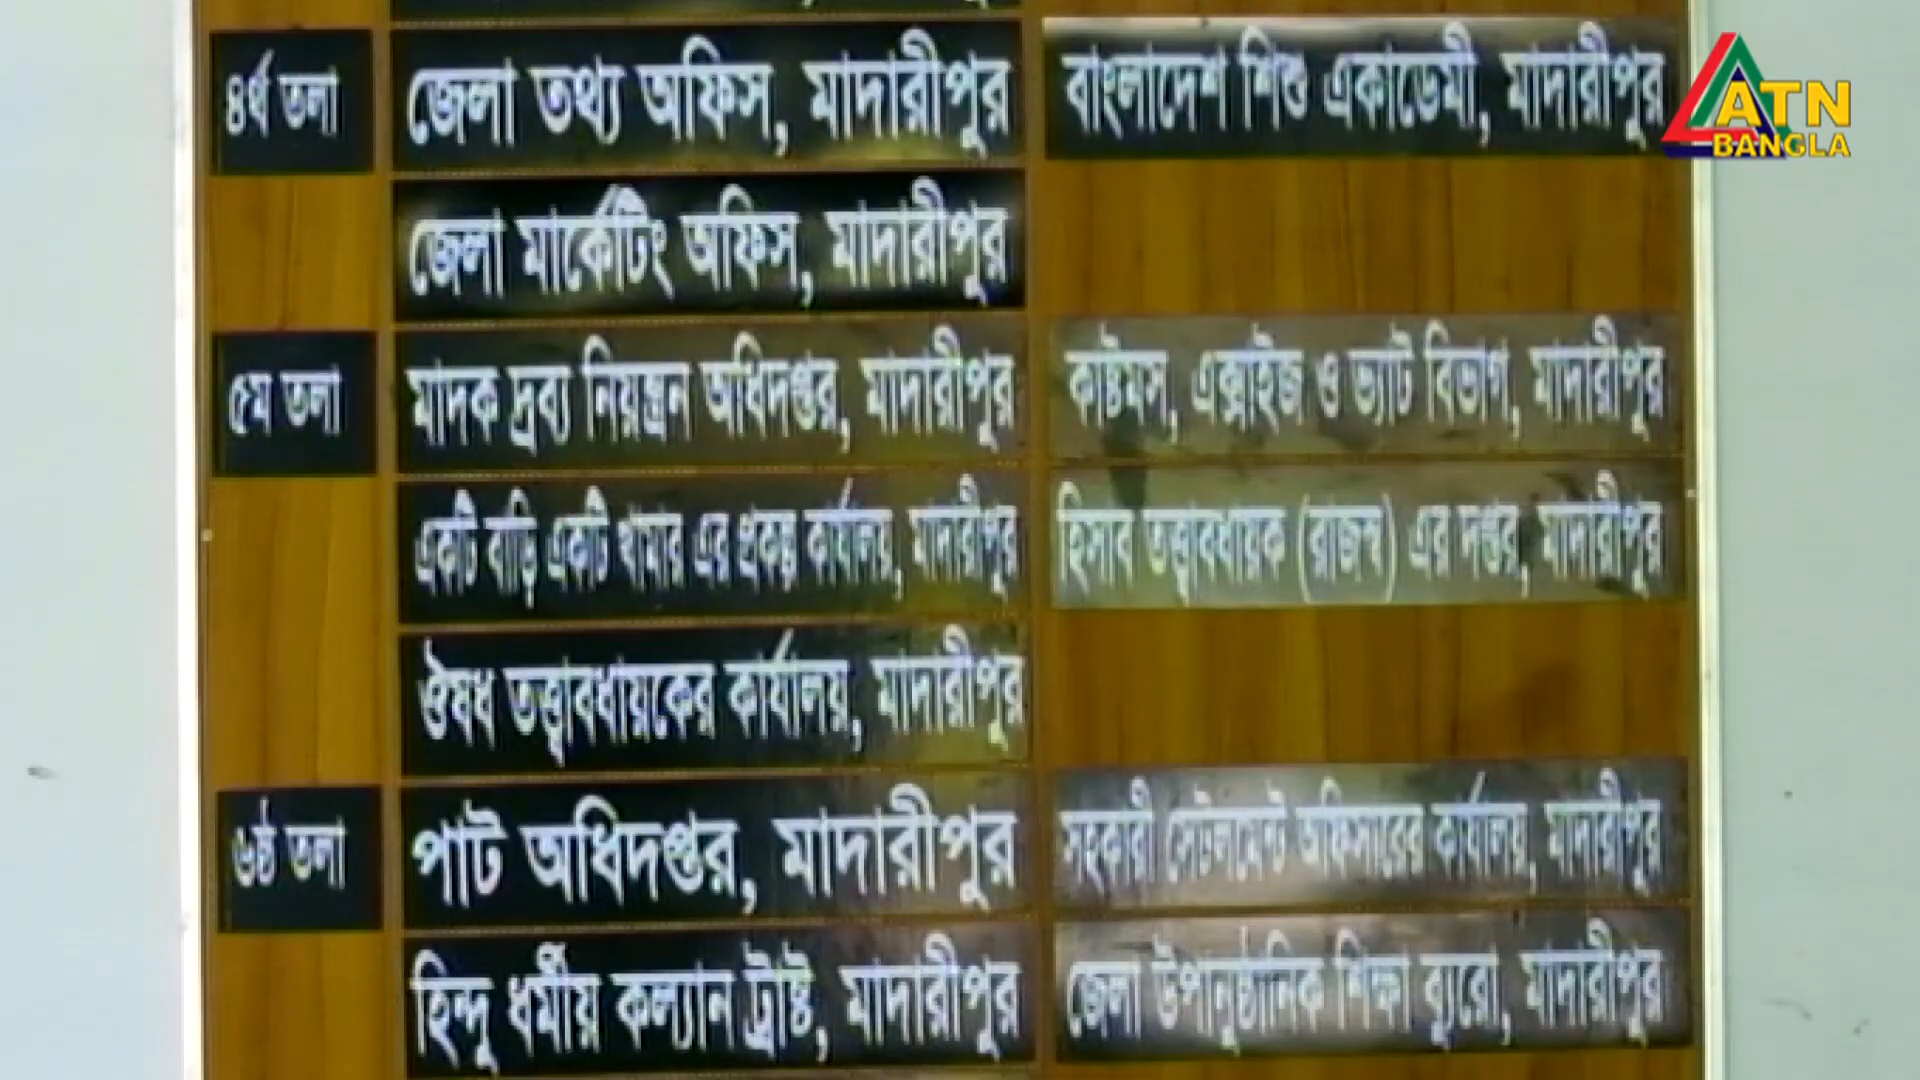 ৪র্থ তলা জেলা তথ্য অফিস, মাদারীপুর বাংলাদেশ শিশু একাডেমী, মাদারীপুর
ATN
BANGLA
জেলা মার্কেটিং অফিস, মাদারীপুর
৫ম তলা মাদক দ্রব্য নিয়ন্ত্রন অধিদপ্তর, মাদারীপুর কাষ্টমস, এক্সাইজ ও ভ্যাট বিভাগ, মাদারীপুর
একটি বাড়ি একটি খামার এর প্রকল্প কার্যালয়, মাদারীপুর হিসাব তত্ত্বাবধায়ক (রাজস্ব) এর দপ্তর, মাদারীপুর
ঔষধ তত্ত্বাবধায়কের কার্যালয়, মাদারীপুর
৬ষ্ঠ তলা পাট অধিদপ্তর, মাদারীপুর সহকারী সেটেলমেন্ট অফিসারের কার্যালয়, মাদারীপুর
হিন্দু ধর্মীয় কল্যান ট্রাষ্ট, মাদারীপুর জেলা উপানুষ্ঠানিক শিক্ষা ব্যুরো, মাদারীপুর